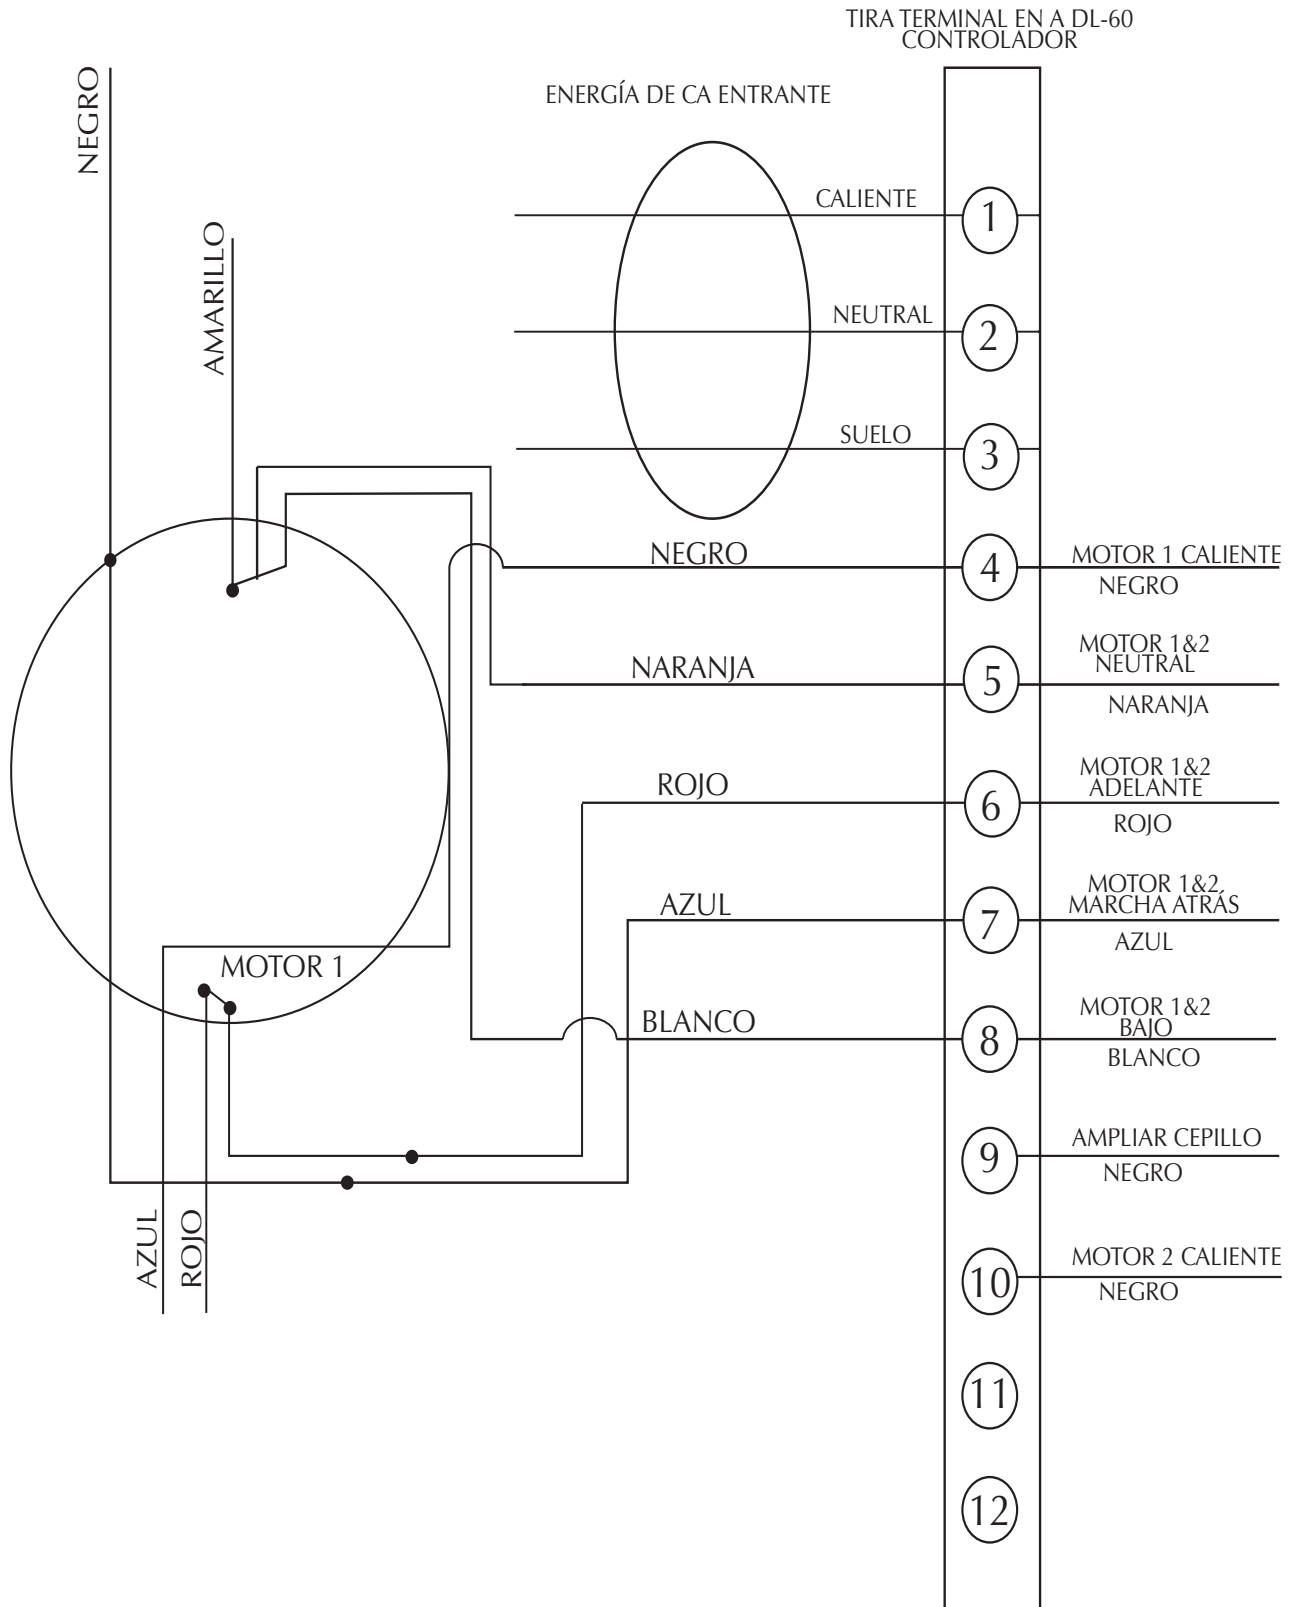 TIRA TERMINAL EN A DL-60
CONTROLADOR
ENERGÍA DE CA ENTRANTE
NEGRO
AMARILLO
CALIENTE
1
NEUTRAL
2
SUELO
3
NEGRO
4
MOTOR 1 CALIENTE
NEGRO
NARANJA
5
MOTOR 1&2
NEUTRAL
NARANJA
ROJO
6
MOTOR 1&2
ADELANTE
ROJO
AZUL
7
MOTOR 1&2
MARCHA ATRÁS
AZUL
MOTOR 1
BLANCO
8
MOTOR 1&2
BAJO
BLANCO
9
AMPLIAR CEPILLO
NEGRO
AZUL
ROJO
10
MOTOR 2 CALIENTE
NEGRO
11
12